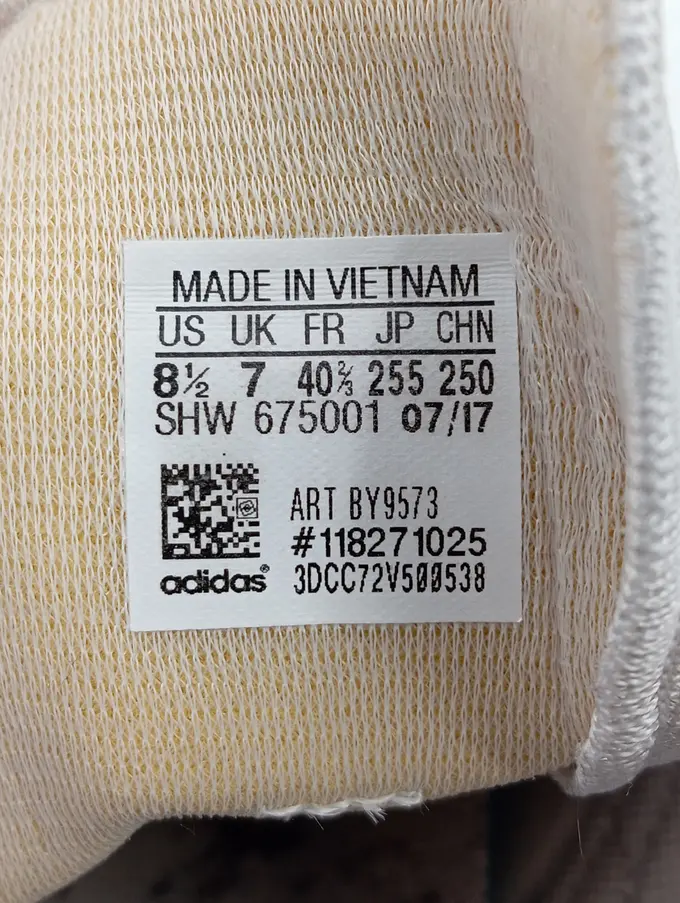 MADE IN VIETNAM
US UK FR JP CHN
8½ 7 40⅔ 255 250
SHW 675001 07/17
ART BY9573
#118271025
adidas® 3DCC72V500538